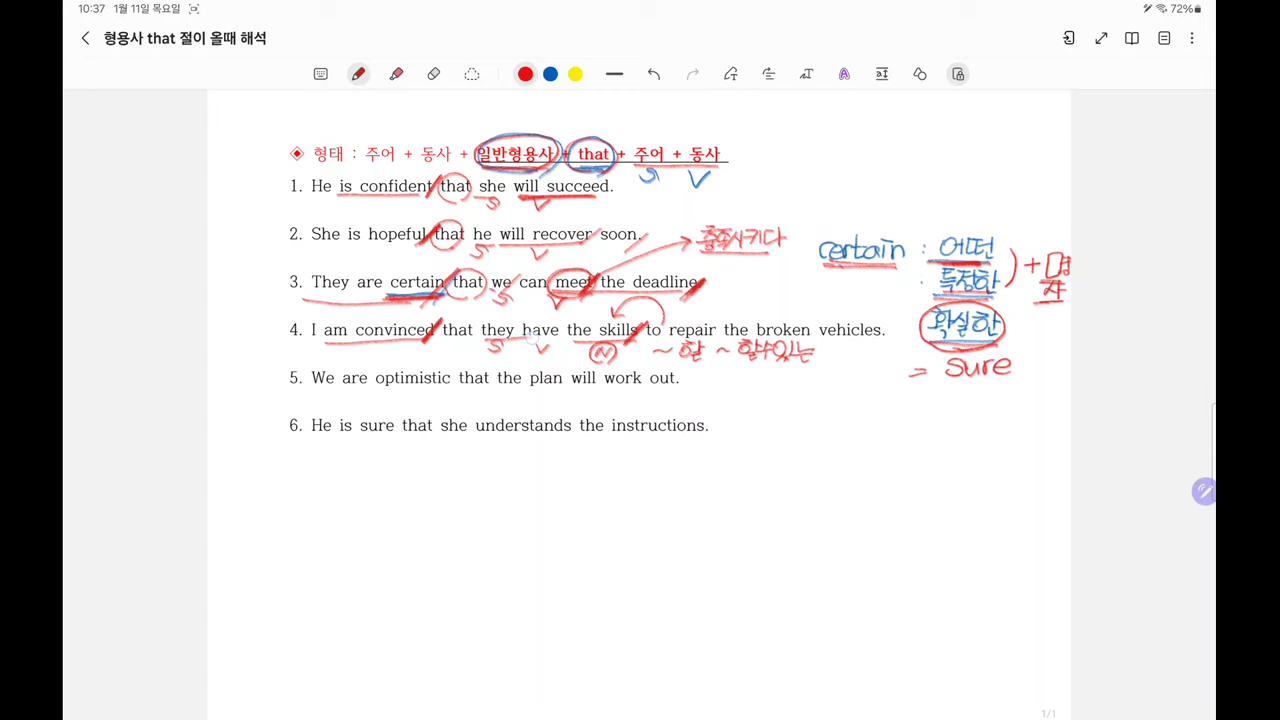 10:37 1월 11일 목요일
72%
형용사 that 절이 올때 해석
◈ 형태 : 주어 + 동사 + 일반형용사 + that + 주어 + 동사
S V
1. He is confident that she will succeed.
S V
2. She is hopeful that he will recover soon.
S V
충족시키다
certain : 어떤
3. They are certain that we can meet the deadline.
: 특정한 ) + 명사
S V
4. I am convinced that they have the skills to repair the broken vehicles.
확실한
S V N ~할 ~할수있는
= sure
5. We are optimistic that the plan will work out.
6. He is sure that she understands the instructions.
1/1